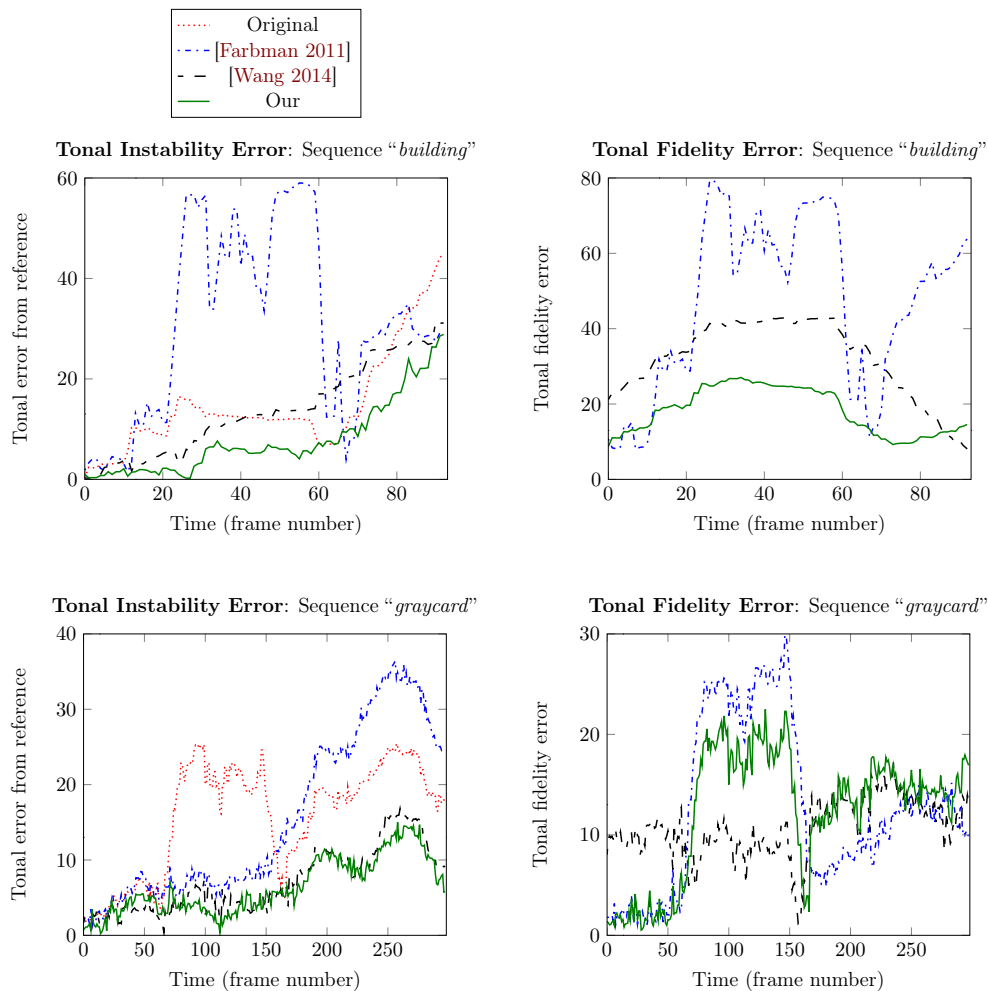 Original
[Farbman 2011]
[Wang 2014]
Our
Tonal Instability Error: Sequence “building”
60
40
20
0
0 20 40 60 80
Tonal error from reference
Time (frame number)
Tonal Fidelity Error: Sequence “building”
80
60
40
20
0
0 20 40 60 80
Tonal fidelity error
Time (frame number)
Tonal Instability Error: Sequence “graycard”
40
30
20
10
0
0 50 100 150 200 250
Tonal error from reference
Time (frame number)
Tonal Fidelity Error: Sequence “graycard”
30
20
10
0
0 50 100 150 200 250
Tonal fidelity error
Time (frame number)